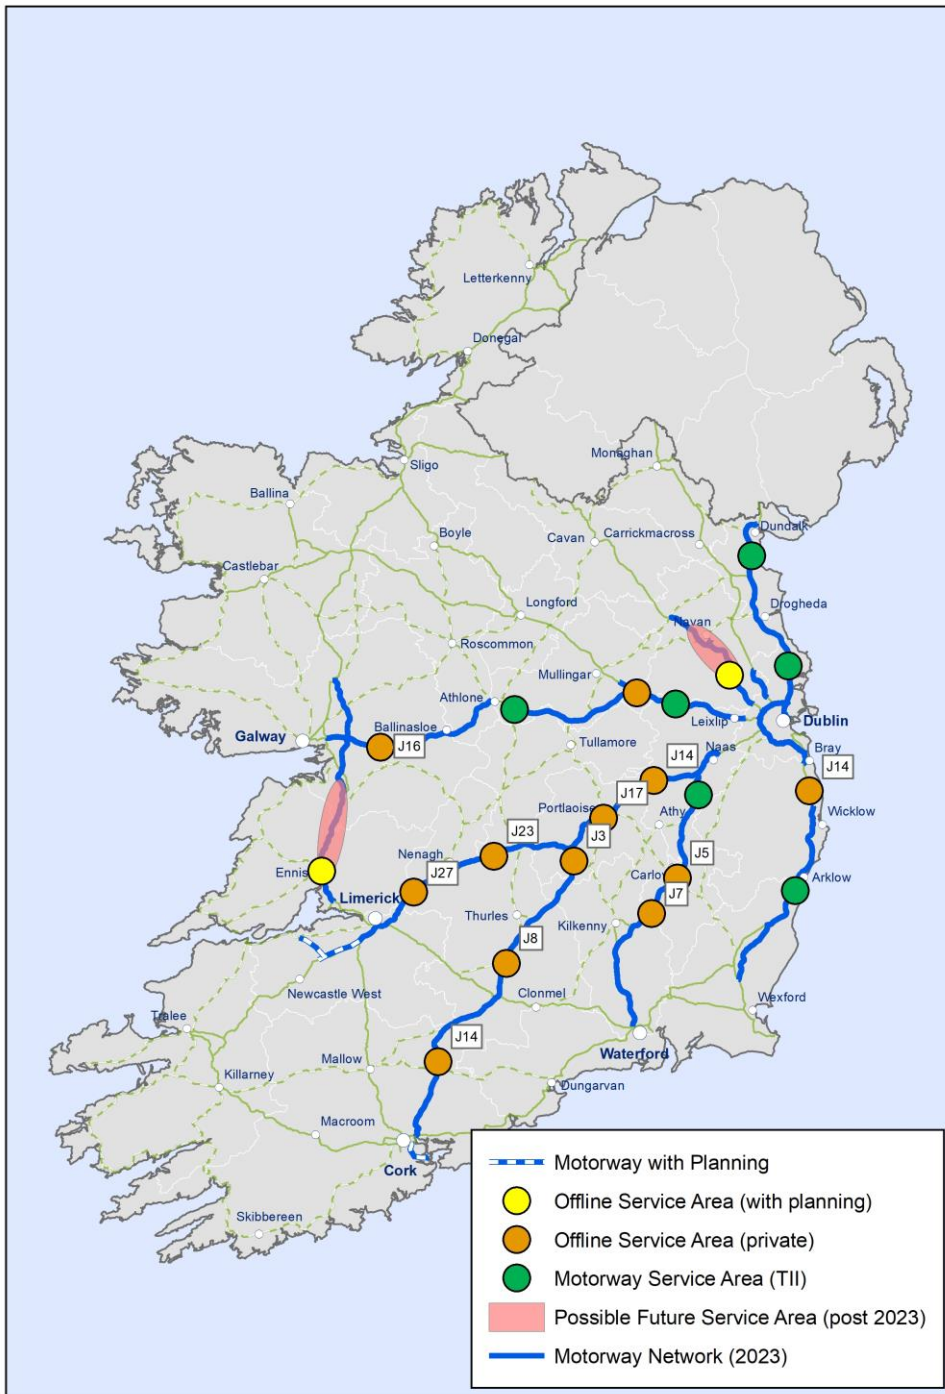 Letterkenny
Donegal
Monaghan
Sligo
Ballina
Dundalk
Boyle
Cavan
Carrickmacross
Castlebar
Longford
Drogheda
Navan
Roscommon
Mullingar
Athlone
Ballinasloe
Leixlip
Dublin
Galway
J16
Tullamore
Naas
Bray
J14
J14
Portlaoise
J17
Athy
Wicklow
J23
J3
Nenagh
J5
Ennis
J27
Carlow
Arklow
J7
Limerick
Thurles
Kilkenny
J8
Newcastle West
Clonmel
Wexford
Tralee
J14
Waterford
Mallow
Killarney
Dungarvan
Macroom
Cork
Skibbereen
Motorway with Planning
Offline Service Area (with planning)
Offline Service Area (private)
Motorway Service Area (TII)
Possible Future Service Area (post 2023)
Motorway Network (2023)